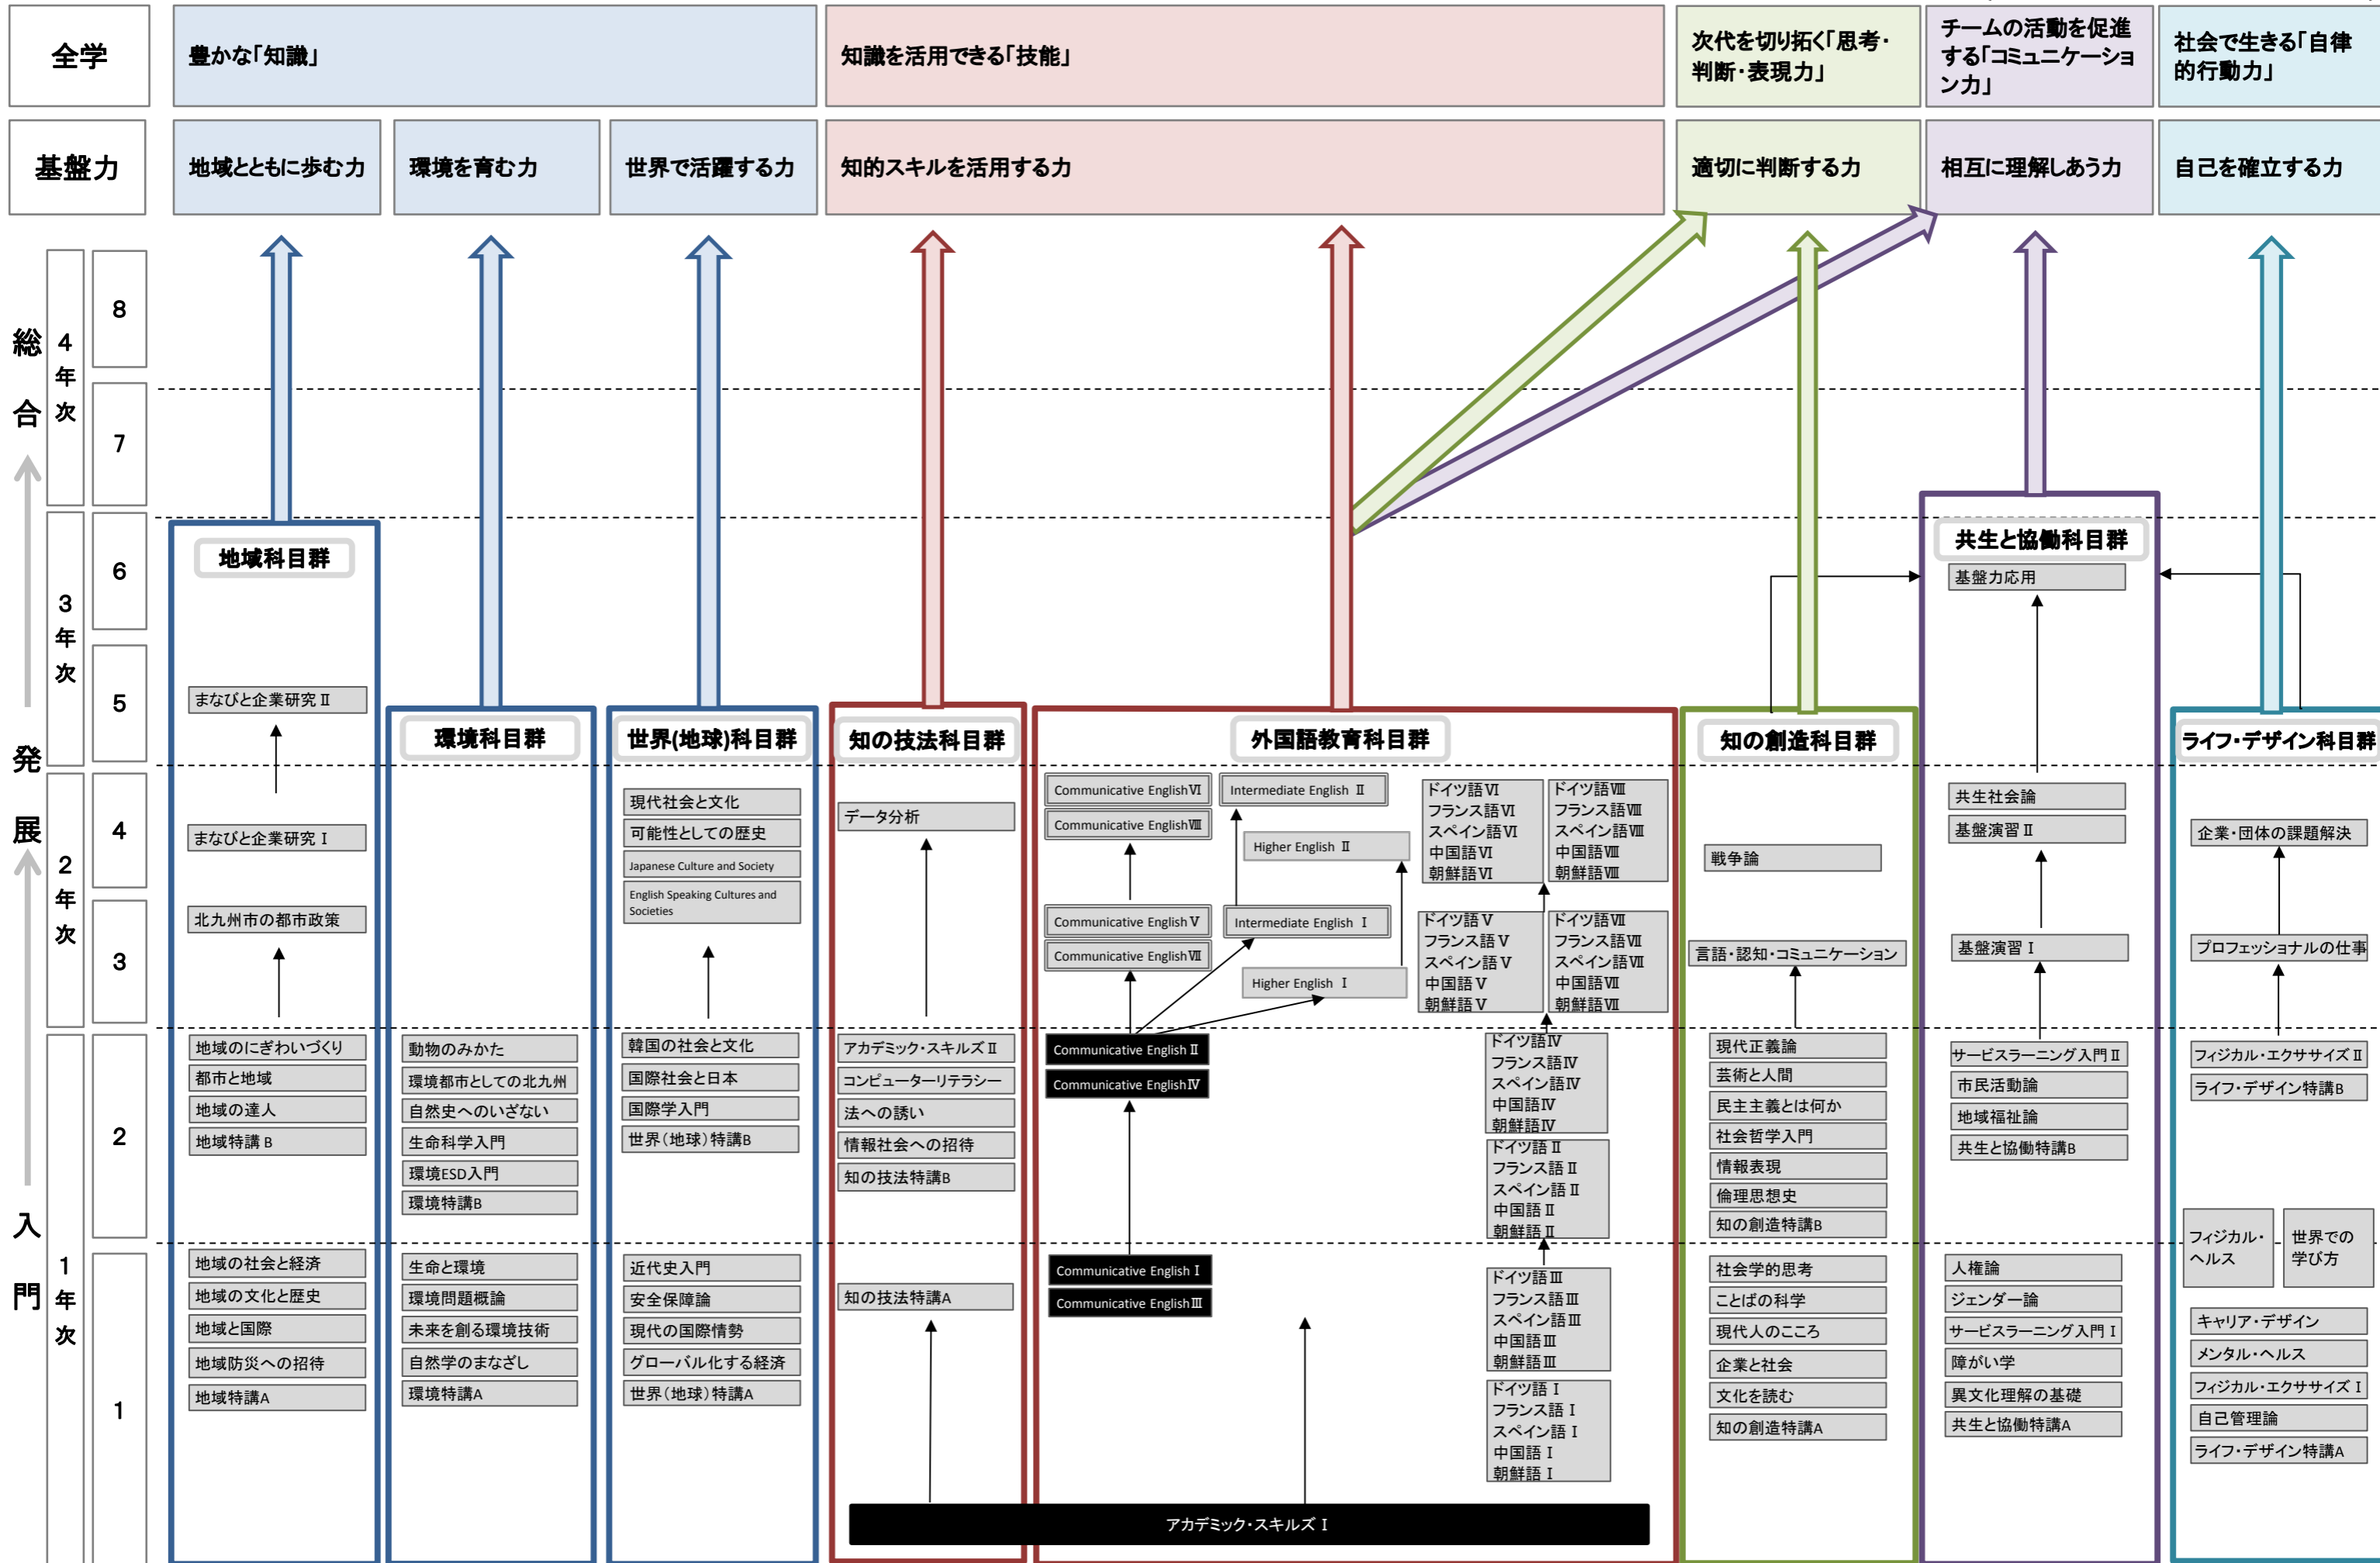 全学
豊かな「知識」
知識を活用できる「技能」
次代を切り拓く「思考・
判断・表現力」
チームの活動を促進
する「コミュニケーショ
ン力」
社会で生きる「自律
的行動力」
基盤力
地域とともに歩む力
環境を育む力
世界で活躍する力
知的スキルを活用する力
適切に判断する力
相互に理解しあう力
自己を確立する力
総合
発展
入門
4年次
3年次
2年次
1年次
8
7
6
5
4
3
2
1
地域科目群
まなびと企業研究Ⅱ
まなびと企業研究Ⅰ
北九州市の都市政策
地域のにぎわいづくり
都市と地域
地域の達人
地域特講B
地域の社会と経済
地域の文化と歴史
地域と国際
地域防災への招待
地域特講A
環境科目群
動物のみかた
環境都市としての北九州
自然史へのいざない
生命科学入門
環境ESD入門
環境特講B
生命と環境
環境問題概論
未来を創る環境技術
自然学のまなざし
環境特講A
世界(地球)科目群
現代社会と文化
可能性としての歴史
Japanese Culture and Society
English Speaking Cultures and
Societies
韓国の社会と文化
国際社会と日本
国際学入門
世界（地球）特講B
近代史入門
安全保障論
現代の国際情勢
グローバル化する経済
世界（地球）特講A
知の技法科目群
データ分析
アカデミック・スキルズⅡ
コンピューターリテラシー
法への誘い
情報社会への招待
知の技法特講B
知の技法特講A
外国語教育科目群
Communicative EnglishⅥ
Communicative EnglishⅧ
Intermediate English Ⅱ
Higher English Ⅱ
Communicative English Ⅴ
Communicative EnglishⅦ
Intermediate English Ⅰ
Higher English Ⅰ
Communicative English Ⅱ
Communicative EnglishⅣ
Communicative English Ⅰ
Communicative EnglishⅢ
ドイツ語Ⅵ
フランス語Ⅵ
スペイン語Ⅵ
中国語Ⅵ
朝鮮語Ⅵ
ドイツ語Ⅷ
フランス語Ⅷ
スペイン語Ⅷ
中国語Ⅷ
朝鮮語Ⅷ
ドイツ語Ⅴ
フランス語Ⅴ
スペイン語Ⅴ
中国語Ⅴ
朝鮮語Ⅴ
ドイツ語Ⅶ
フランス語Ⅶ
スペイン語Ⅶ
中国語Ⅶ
朝鮮語Ⅶ
ドイツ語Ⅳ
フランス語Ⅳ
スペイン語Ⅳ
中国語Ⅳ
朝鮮語Ⅳ
ドイツ語Ⅱ
フランス語Ⅱ
スペイン語Ⅱ
中国語Ⅱ
朝鮮語Ⅱ
ドイツ語Ⅲ
フランス語Ⅲ
スペイン語Ⅲ
中国語Ⅲ
朝鮮語Ⅲ
ドイツ語Ⅰ
フランス語Ⅰ
スペイン語Ⅰ
中国語Ⅰ
朝鮮語Ⅰ
アカデミック・スキルズⅠ
知の創造科目群
戦争論
言語・認知・コミュニケーション
現代正義論
芸術と人間
民主主義とは何か
社会哲学入門
情報表現
倫理思想史
知の創造特講B
社会学的思考
ことばの科学
現代人のこころ
企業と社会
文化を読む
知の創造特講A
共生と協働科目群
基盤力応用
共生社会論
基盤演習Ⅱ
基盤演習Ⅰ
サービスラーニング入門Ⅱ
市民活動論
地域福祉論
共生と協働特講B
人権論
ジェンダー論
サービスラーニング入門Ⅰ
障がい学
異文化理解の基礎
共生と協働特講A
ライフ・デザイン科目群
企業・団体の課題解決
プロフェッショナルの仕事
フィジカル・エクササイズⅡ
ライフ・デザイン特講B
フィジカル・
ヘルス
世界での
学び方
キャリア・デザイン
メンタル・ヘルス
フィジカル・エクササイズⅠ
自己管理論
ライフ・デザイン特講A